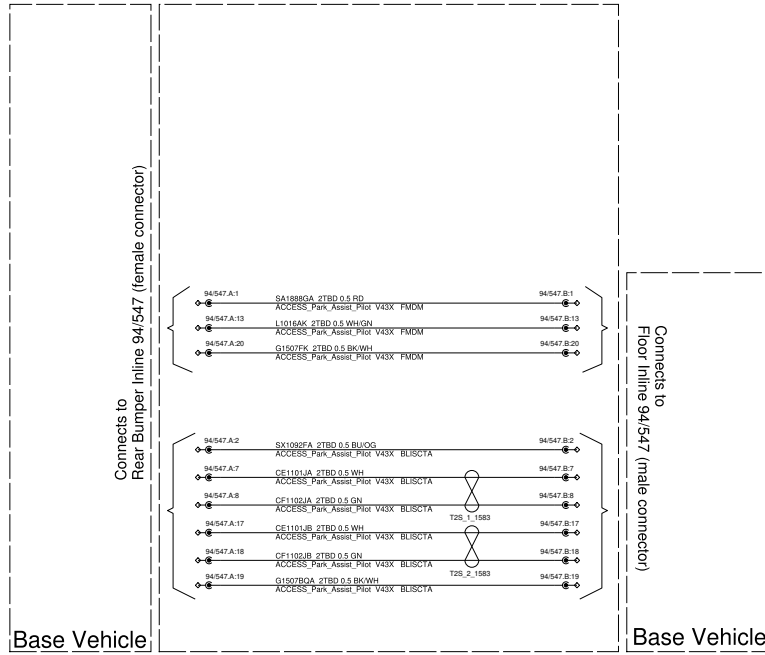 94/547.A:1
94/547.B:1
SA1888GA 2TBD 0.5 RD
ACCESS_Park_Assist_Pilot V43X FMDM
94/547.A:13
94/547.B:13
L1016AK 2TBD 0.5 WH/GN
ACCESS_Park_Assist_Pilot V43X FMDM
94/547.A:20
94/547.B:20
G1507FK 2TBD 0.5 BK/WH
ACCESS_Park_Assist_Pilot V43X FMDM
94/547.A:2
94/547.B:2
SX1092FA 2TBD 0.5 BU/OG
ACCESS_Park_Assist_Pilot V43X BLISCTA
94/547.A:7
94/547.B:7
CE1101JA 2TBD 0.5 WH
ACCESS_Park_Assist_Pilot V43X BLISCTA
94/547.A:8
94/547.B:8
CF1102JA 2TBD 0.5 GN
ACCESS_Park_Assist_Pilot V43X BLISCTA
T2S_1_1583
94/547.A:17
94/547.B:17
CE1101JB 2TBD 0.5 WH
ACCESS_Park_Assist_Pilot V43X BLISCTA
94/547.A:18
94/547.B:18
CF1102JB 2TBD 0.5 GN
ACCESS_Park_Assist_Pilot V43X BLISCTA
T2S_2_1583
94/547.A:19
94/547.B:19
G1507BQA 2TBD 0.5 BK/WH
ACCESS_Park_Assist_Pilot V43X BLISCTA
Connects to
Rear Bumper Inline 94/547 (female connector)
Connects to
Floor Inline 94/547 (male connector)
Base Vehicle
Base Vehicle